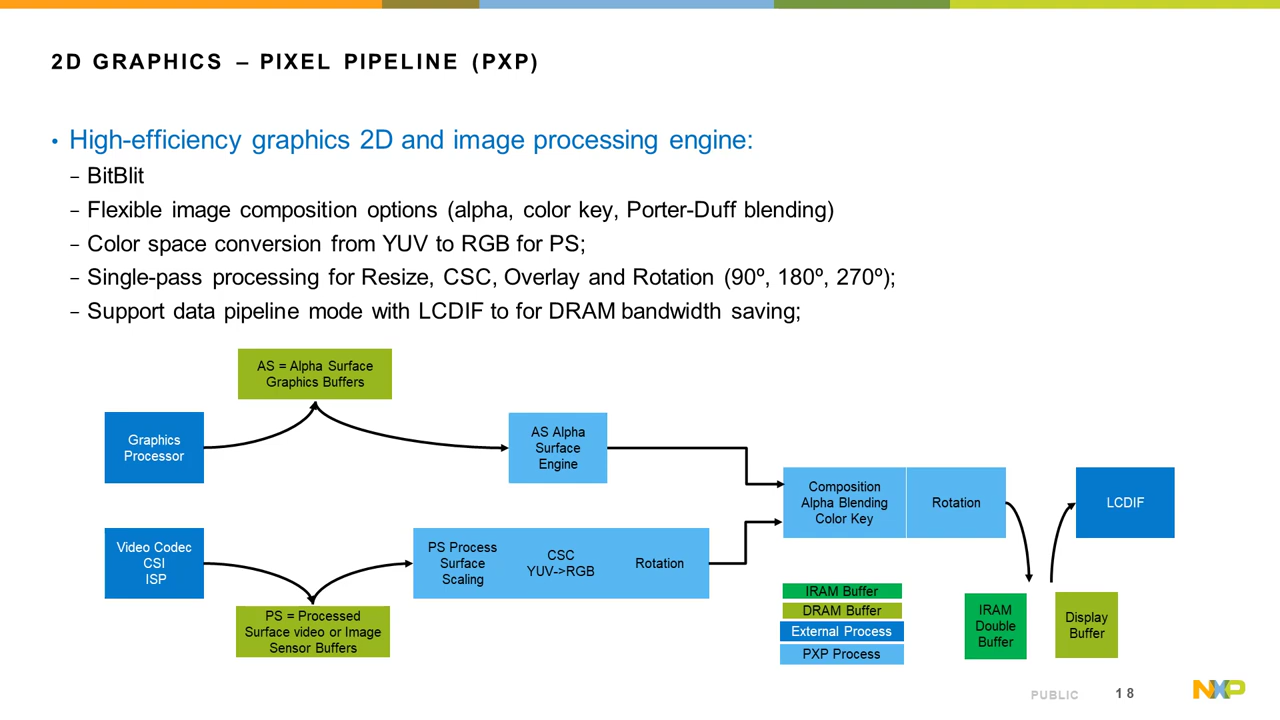 2D GRAPHICS – PIXEL PIPELINE (PXP)
• High-efficiency graphics 2D and image processing engine:
– BitBlit
– Flexible image composition options (alpha, color key, Porter-Duff blending)
– Color space conversion from YUV to RGB for PS;
– Single-pass processing for Resize, CSC, Overlay and Rotation (90º, 180º, 270º);
– Support data pipeline mode with LCDIF to for DRAM bandwidth saving;
AS = Alpha Surface
Graphics Buffers
Graphics
Processor
AS Alpha
Surface
Engine
Composition
Alpha Blending
Color Key
Rotation
LCDIF
Video Codec
CSI
ISP
PS Process
Surface
Scaling
CSC
YUV->RGB
Rotation
PS = Processed
Surface video or Image
Sensor Buffers
IRAM Buffer
DRAM Buffer
External Process
PXP Process
IRAM
Double
Buffer
Display
Buffer
PUBLIC
18
NXP